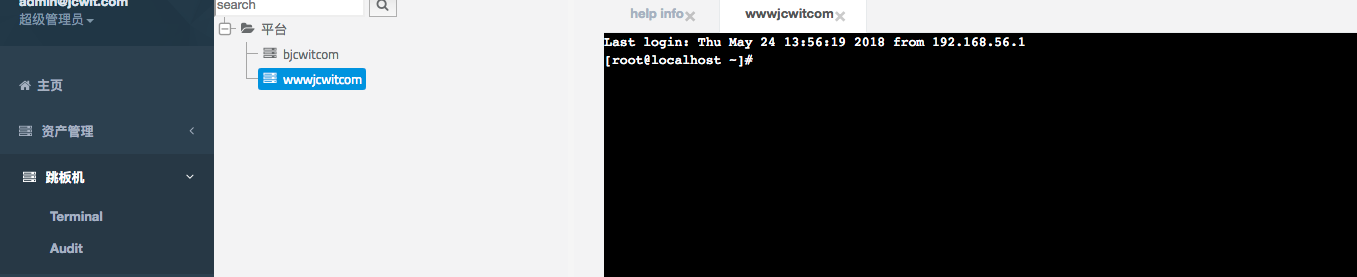 admin@jcwit.com
超级管理员
主页
资产管理
跳板机
Terminal
Audit
search
平台
bjcwitcom
wwwjcwitcom
help info
wwwjcwitcom
Last login: Thu May 24 13:56:19 2018 from 192.168.56.1
[root@localhost ~]#